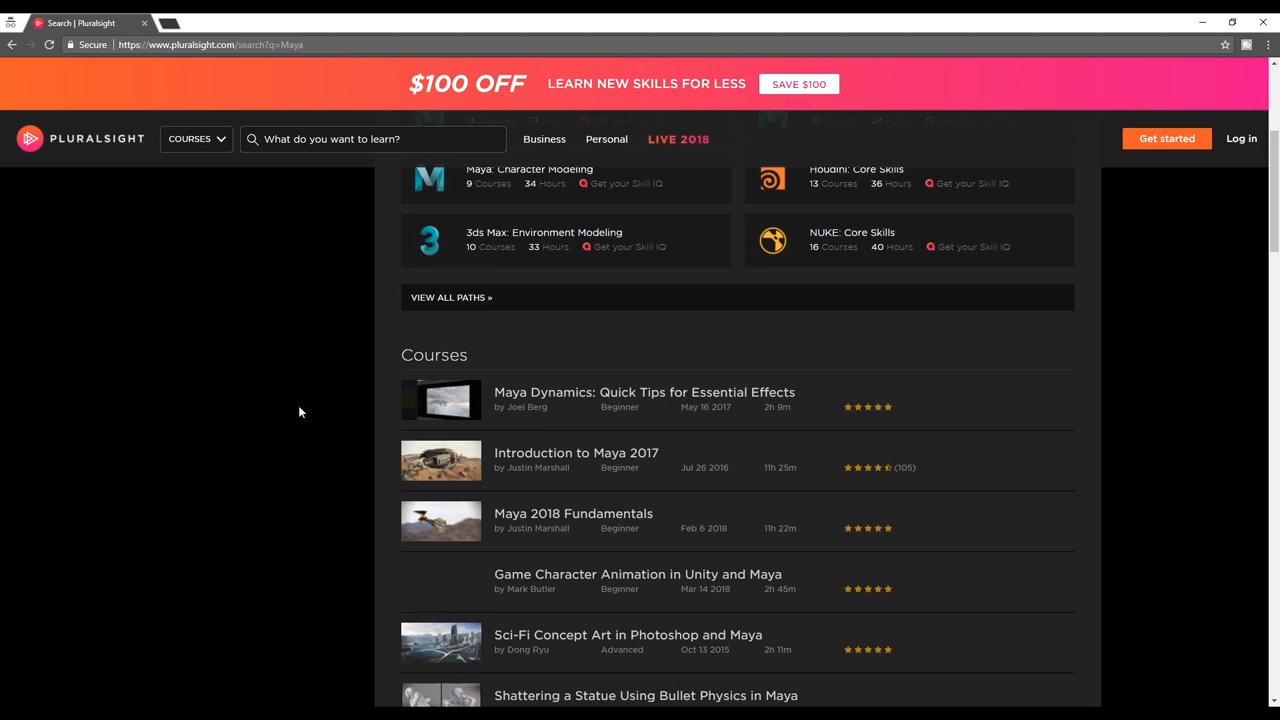 Search | Pluralsight
Secure https://www.pluralsight.com/search?q=Maya
$100 OFF LEARN NEW SKILLS FOR LESS SAVE $100
PLURALSIGHT COURSES What do you want to learn? Business Personal LIVE 2018 Get started Log in
Maya: Character Modeling
9 Courses 34 Hours Get your Skill IQ
Houdini: Core Skills
13 Courses 36 Hours Get your Skill IQ
3ds Max: Environment Modeling
10 Courses 33 Hours Get your Skill IQ
NUKE: Core Skills
16 Courses 40 Hours Get your Skill IQ
VIEW ALL PATHS »
Courses
Maya Dynamics: Quick Tips for Essential Effects
by Joel Berg Beginner May 16 2017 2h 9m
Introduction to Maya 2017
by Justin Marshall Beginner Jul 26 2016 11h 25m (105)
Maya 2018 Fundamentals
by Justin Marshall Beginner Feb 6 2018 11h 22m
Game Character Animation in Unity and Maya
by Mark Butler Beginner Mar 14 2018 2h 45m
Sci-Fi Concept Art in Photoshop and Maya
by Dong Ryu Advanced Oct 13 2015 2h 11m
Shattering a Statue Using Bullet Physics in Maya